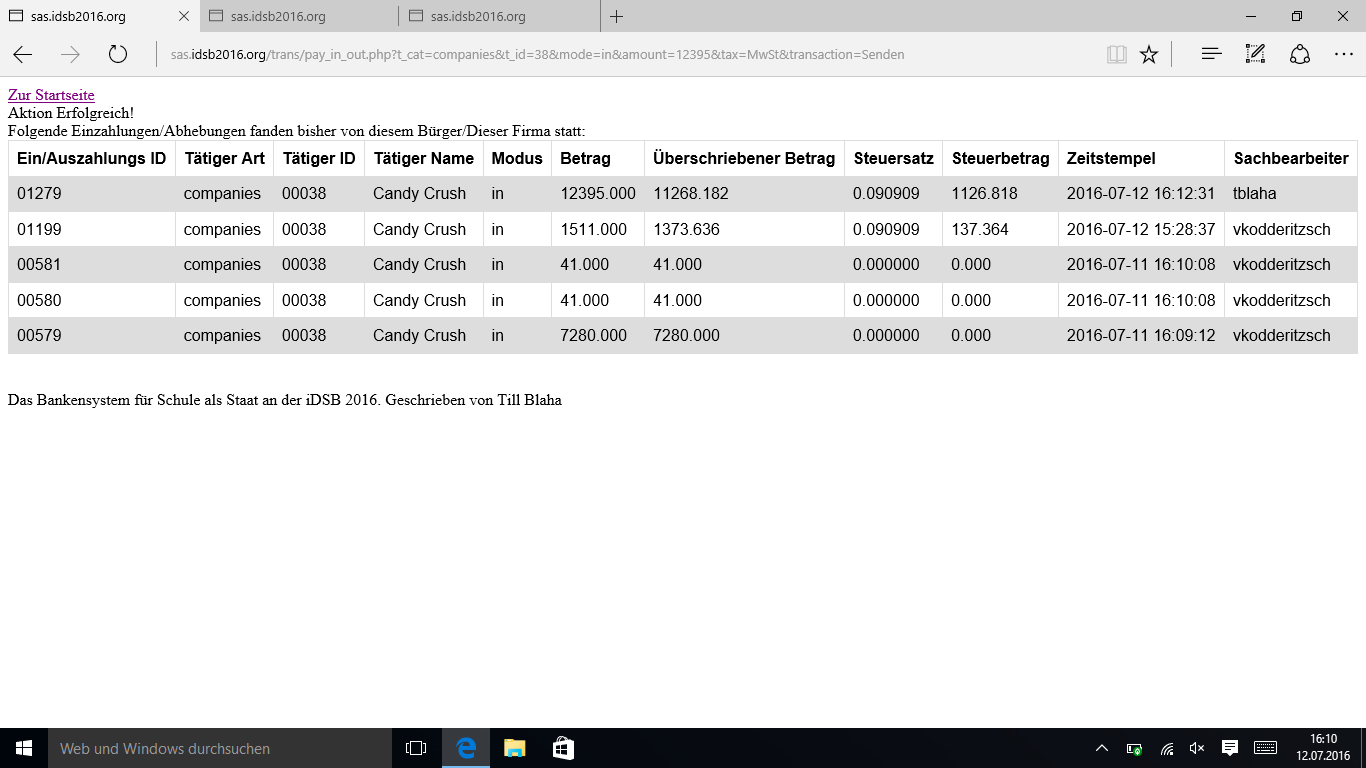 sas.idsb2016.org sas.idsb2016.org sas.idsb2016.org
sas.idsb2016.org/trans/pay_in_out.php?t_cat=companies&t_id=38&mode=in&amount=12395&tax=MwSt&transaction=Senden
Zur Startseite
Aktion Erfolgreich!
Folgende Einzahlungen/Abhebungen fanden bisher von diesem Bürger/Dieser Firma statt:
Ein/Auszahlungs ID Tätiger Art Tätiger ID Tätiger Name Modus Betrag Überschriebener Betrag Steuersatz Steuerbetrag Zeitstempel Sachbearbeiter
01279 companies 00038 Candy Crush in 12395.000 11268.182 0.090909 1126.818 2016-07-12 16:12:31 tblaha
01199 companies 00038 Candy Crush in 1511.000 1373.636 0.090909 137.364 2016-07-12 15:28:37 vkodderitzsch
00581 companies 00038 Candy Crush in 41.000 41.000 0.000000 0.000 2016-07-11 16:10:08 vkodderitzsch
00580 companies 00038 Candy Crush in 41.000 41.000 0.000000 0.000 2016-07-11 16:10:08 vkodderitzsch
00579 companies 00038 Candy Crush in 7280.000 7280.000 0.000000 0.000 2016-07-11 16:09:12 vkodderitzsch
Das Bankensystem für Schule als Staat an der iDSB 2016. Geschrieben von Till Blaha
Web und Windows durchsuchen
16:10
12.07.2016